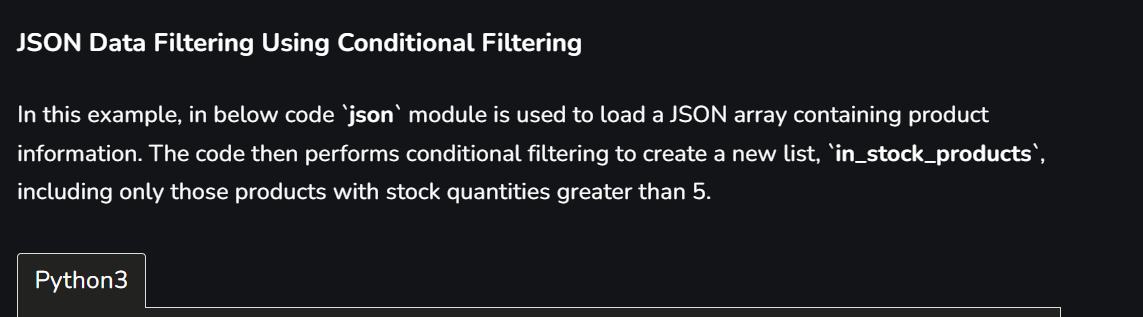 JSON Data Filtering Using Conditional Filtering
In this example, in below code `json` module is used to load a JSON array containing product
information. The code then performs conditional filtering to create a new list, `in_stock_products`,
including only those products with stock quantities greater than 5.
Python3